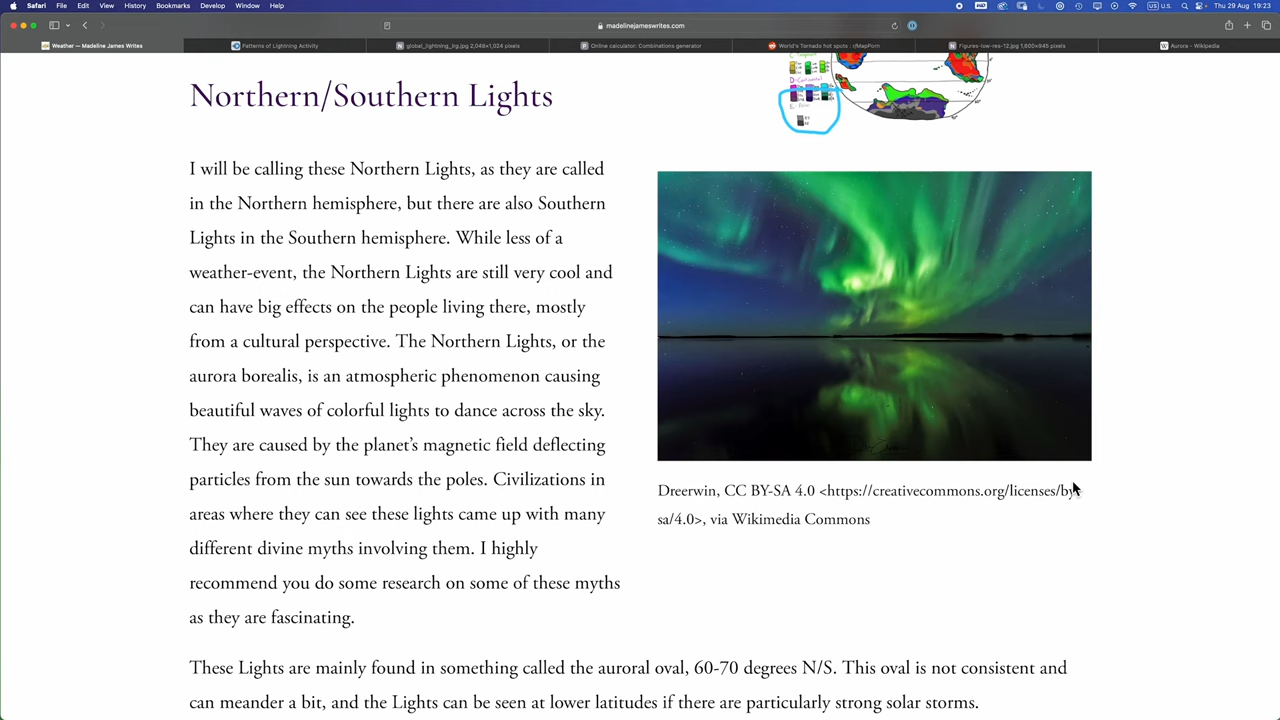 Safari File Edit View History Bookmarks Develop Window Help
U.S. Thu 29 Aug 19:23
madelinejameswrites.com
Weather — Madeline James Writes
Patterns of Lightning Activity
global_lightning_lrg.jpg 2,048×1,024 pixels
Online calculator: Combinations generator
World's Tornado hot spots : r/MapPorn
Figures-low-res-12.jpg 1,600×945 pixels
Aurora - Wikipedia
Northern/Southern Lights
I will be calling these Northern Lights, as they are called
in the Northern hemisphere, but there are also Southern
Lights in the Southern hemisphere. While less of a
weather-event, the Northern Lights are still very cool and
can have big effects on the people living there, mostly
from a cultural perspective. The Northern Lights, or the
aurora borealis, is an atmospheric phenomenon causing
beautiful waves of colorful lights to dance across the sky.
They are caused by the planet's magnetic field deflecting
particles from the sun towards the poles. Civilizations in
areas where they can see these lights came up with many
different divine myths involving them. I highly
recommend you do some research on some of these myths
as they are fascinating.
Dreerwin, CC BY-SA 4.0 <https://creativecommons.org/licenses/by-
sa/4.0>, via Wikimedia Commons
These Lights are mainly found in something called the auroral oval, 60-70 degrees N/S. This oval is not consistent and
can meander a bit, and the Lights can be seen at lower latitudes if there are particularly strong solar storms.